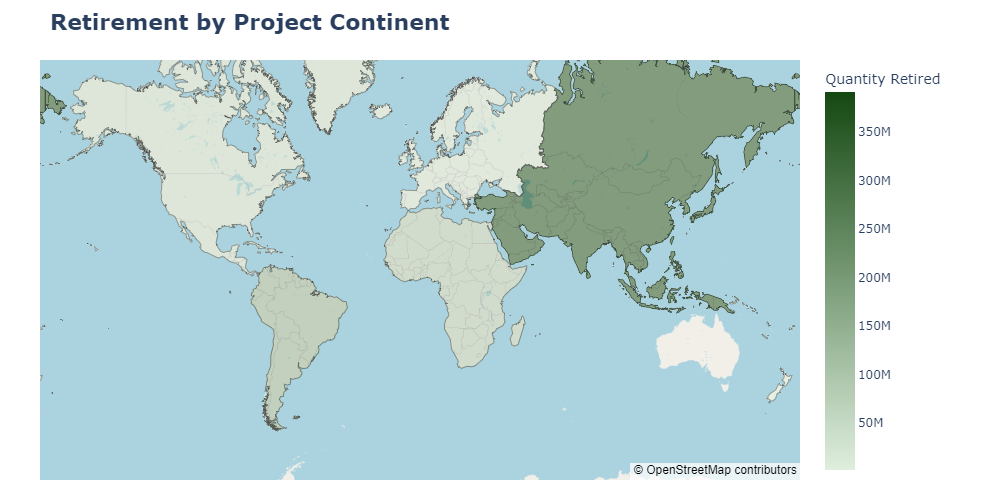 Retirement by Project Continent
Quantity Retired
350M
300M
250M
200M
150M
100M
50M
© OpenStreetMap contributors